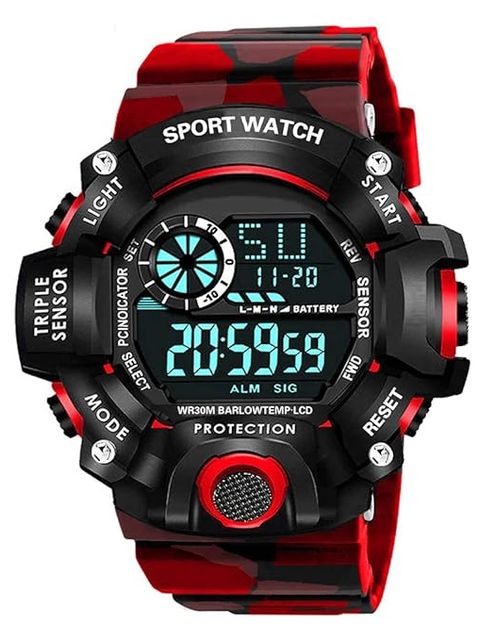 SPORT WATCH
LIGHT
START
SET
10
0
-10
REV
SU
11-20
L-M-N
BATTERY
TRIPLE
SENSOR
PCINOICATOR
SENSOR
20:59 59
SELECT
FWD
ALM SIG
MODE
RESET
WR30M BARLOWTEMP·LCD
PROTECTION